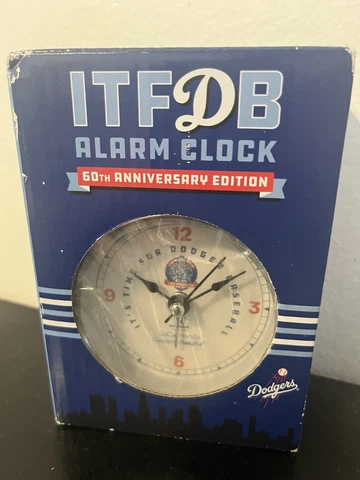 ITFDB
ALARM CLOCK
60TH ANNIVERSARY EDITION
12
IT'S TIME FOR DODGER BASEBALL
9
3
6
Dodgers